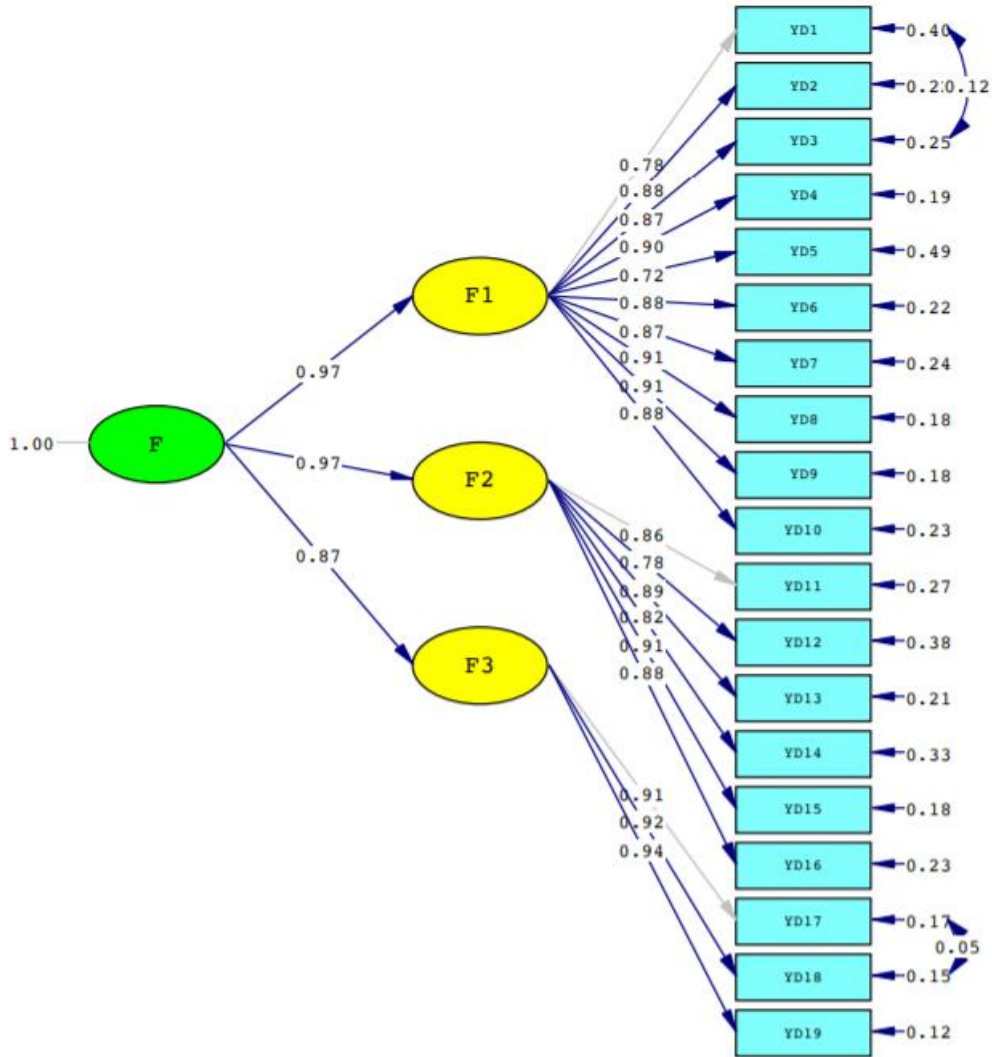 YD1 0.40
YD2 0.12
YD3 0.25
0.78
0.88
YD4 0.19
0.87
0.90
YD5 0.49
0.72
F1
0.88 YD6 0.22
0.87
0.91 YD7 0.24
0.97
0.91
0.88 YD8 0.18
1.00 F
0.97 F2 YD9 0.18
YD10 0.23
0.86
0.87 0.78 YD11 0.27
0.89
0.82
0.91 YD12 0.38
F3 0.88
YD13 0.21
YD14 0.33
0.91
0.92 YD15 0.18
0.94
YD16 0.23
YD17 0.17
0.05
YD18 0.15
YD19 0.12